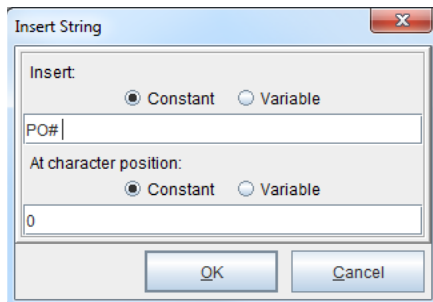 Insert String
Insert:
Constant Variable
PO#
At character position:
Constant Variable
0
OK Cancel